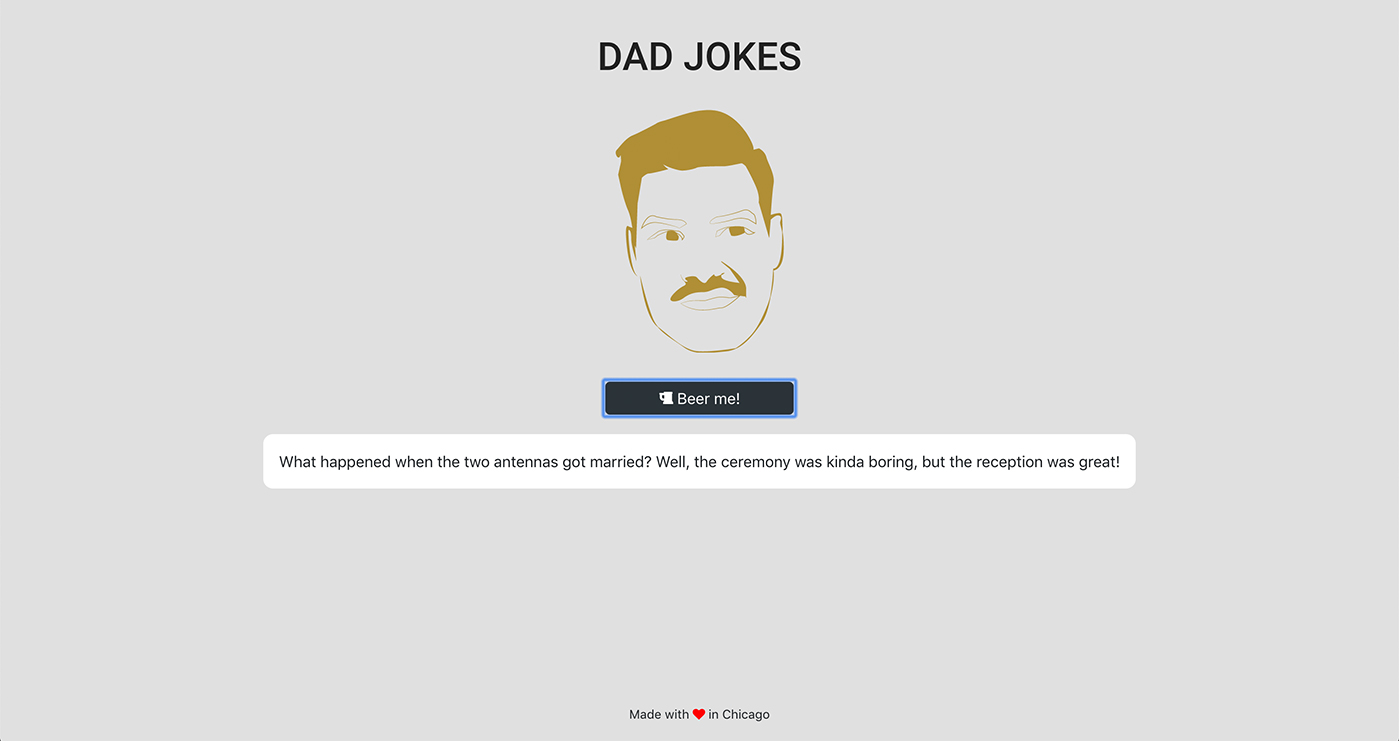 DAD JOKES
Beer me!
What happened when the two antennas got married? Well, the ceremony was kinda boring, but the reception was great!
Made with ❤ in Chicago